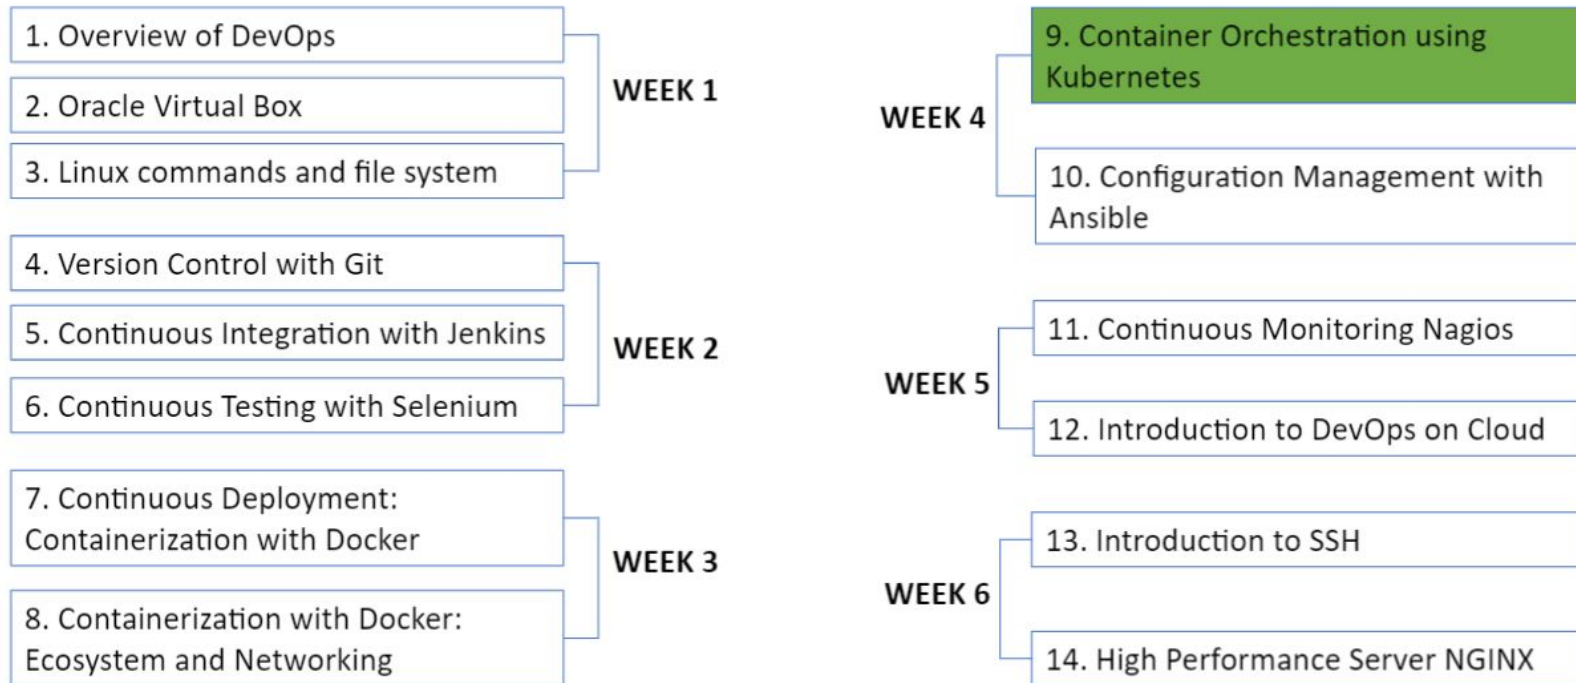 1. Overview of DevOps
2. Oracle Virtual Box
3. Linux commands and file system
WEEK 1
4. Version Control with Git
5. Continuous Integration with Jenkins
6. Continuous Testing with Selenium
WEEK 2
7. Continuous Deployment:
Containerization with Docker
8. Containerization with Docker:
Ecosystem and Networking
WEEK 3
9. Container Orchestration using
Kubernetes
10. Configuration Management with
Ansible
WEEK 4
11. Continuous Monitoring Nagios
12. Introduction to DevOps on Cloud
WEEK 5
13. Introduction to SSH
14. High Performance Server NGINX
WEEK 6